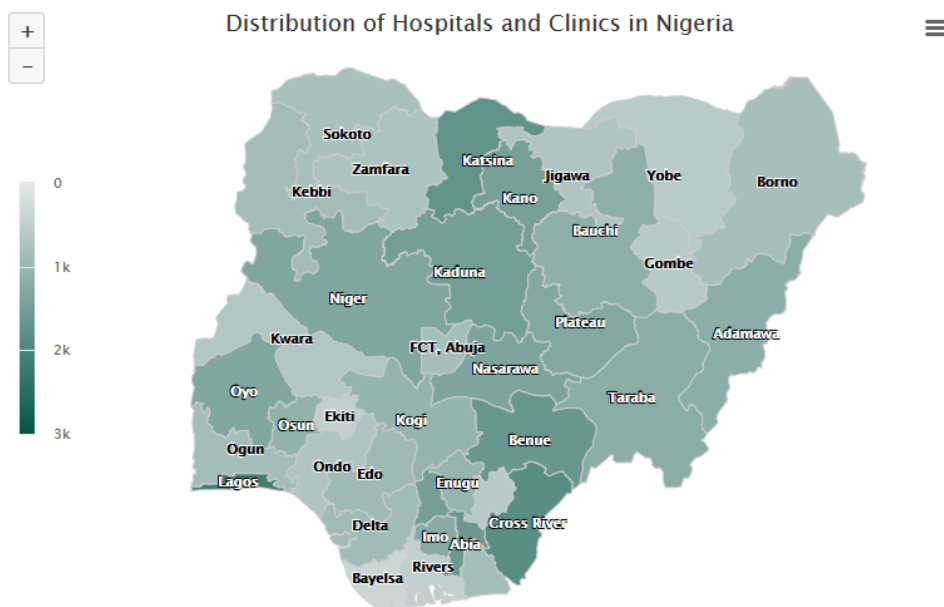 Distribution of Hospitals and Clinics in Nigeria
+
−
0
1k
2k
3k
Sokoto
Katsina
Zamfara
Jigawa
Yobe
Borno
Kebbi
Kano
Bauchi
Gombe
Kaduna
Niger
Plateau
Adamawa
Kwara
FCT, Abuja
Nasarawa
Oyo
Taraba
Ekiti
Osun
Kogi
Benue
Ogun
Ondo
Edo
Lagos
Enugu
Delta
Cross River
Imo
Abia
Rivers
Bayelsa